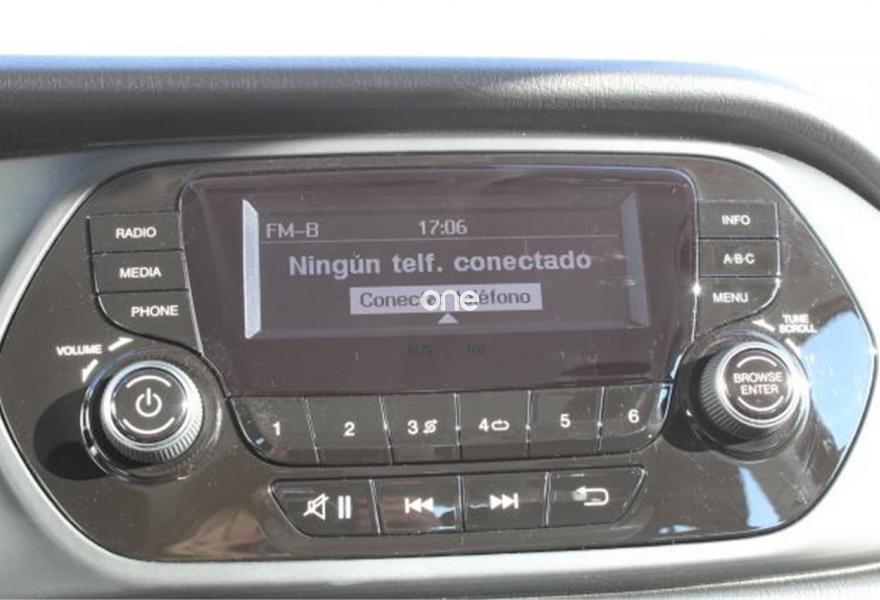 FM-B 17:06
Ningún telf. conectado
one
RADIO
MEDIA
PHONE
VOLUME
INFO
A·B·C
MENU
TUNE
SCROLL
BROWSE
ENTER
1 2 3 4 5 6